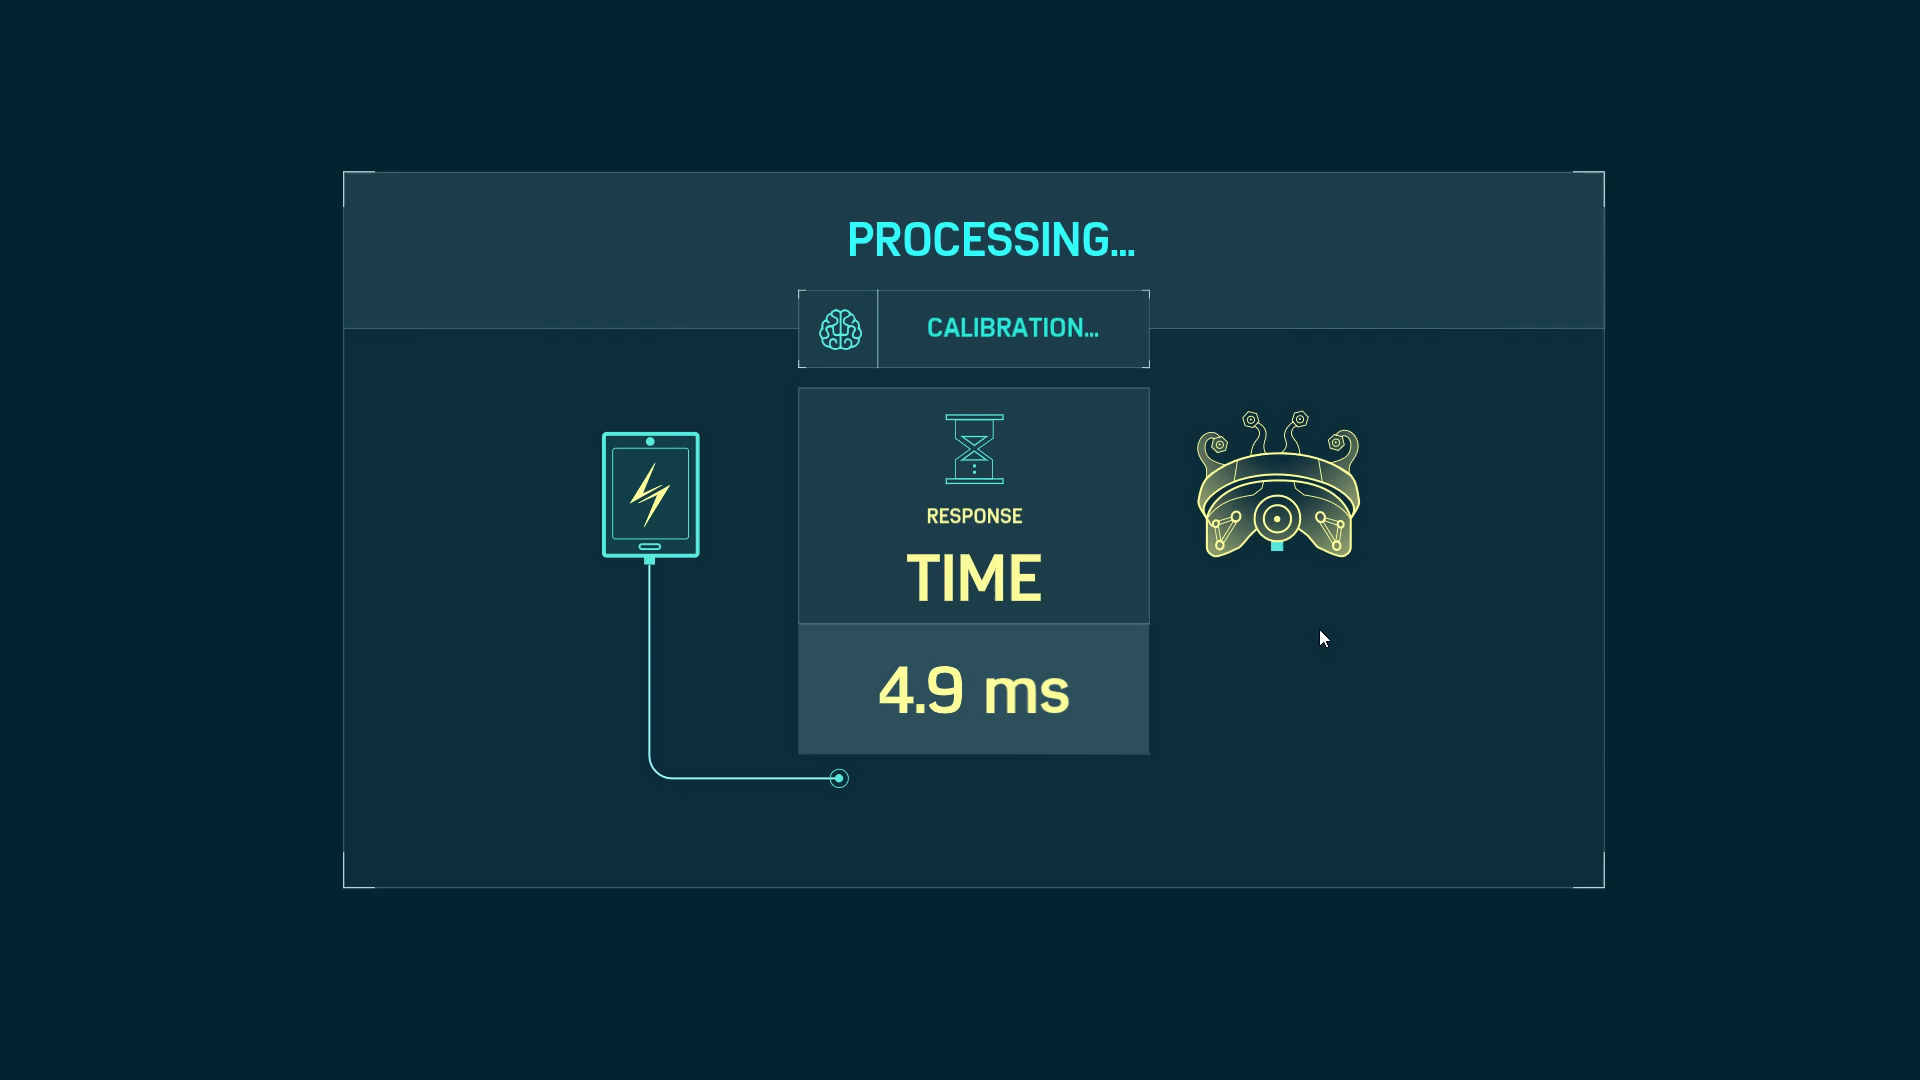 PROCESSING...
CALIBRATION...
RESPONSE
TIME
4.9 ms